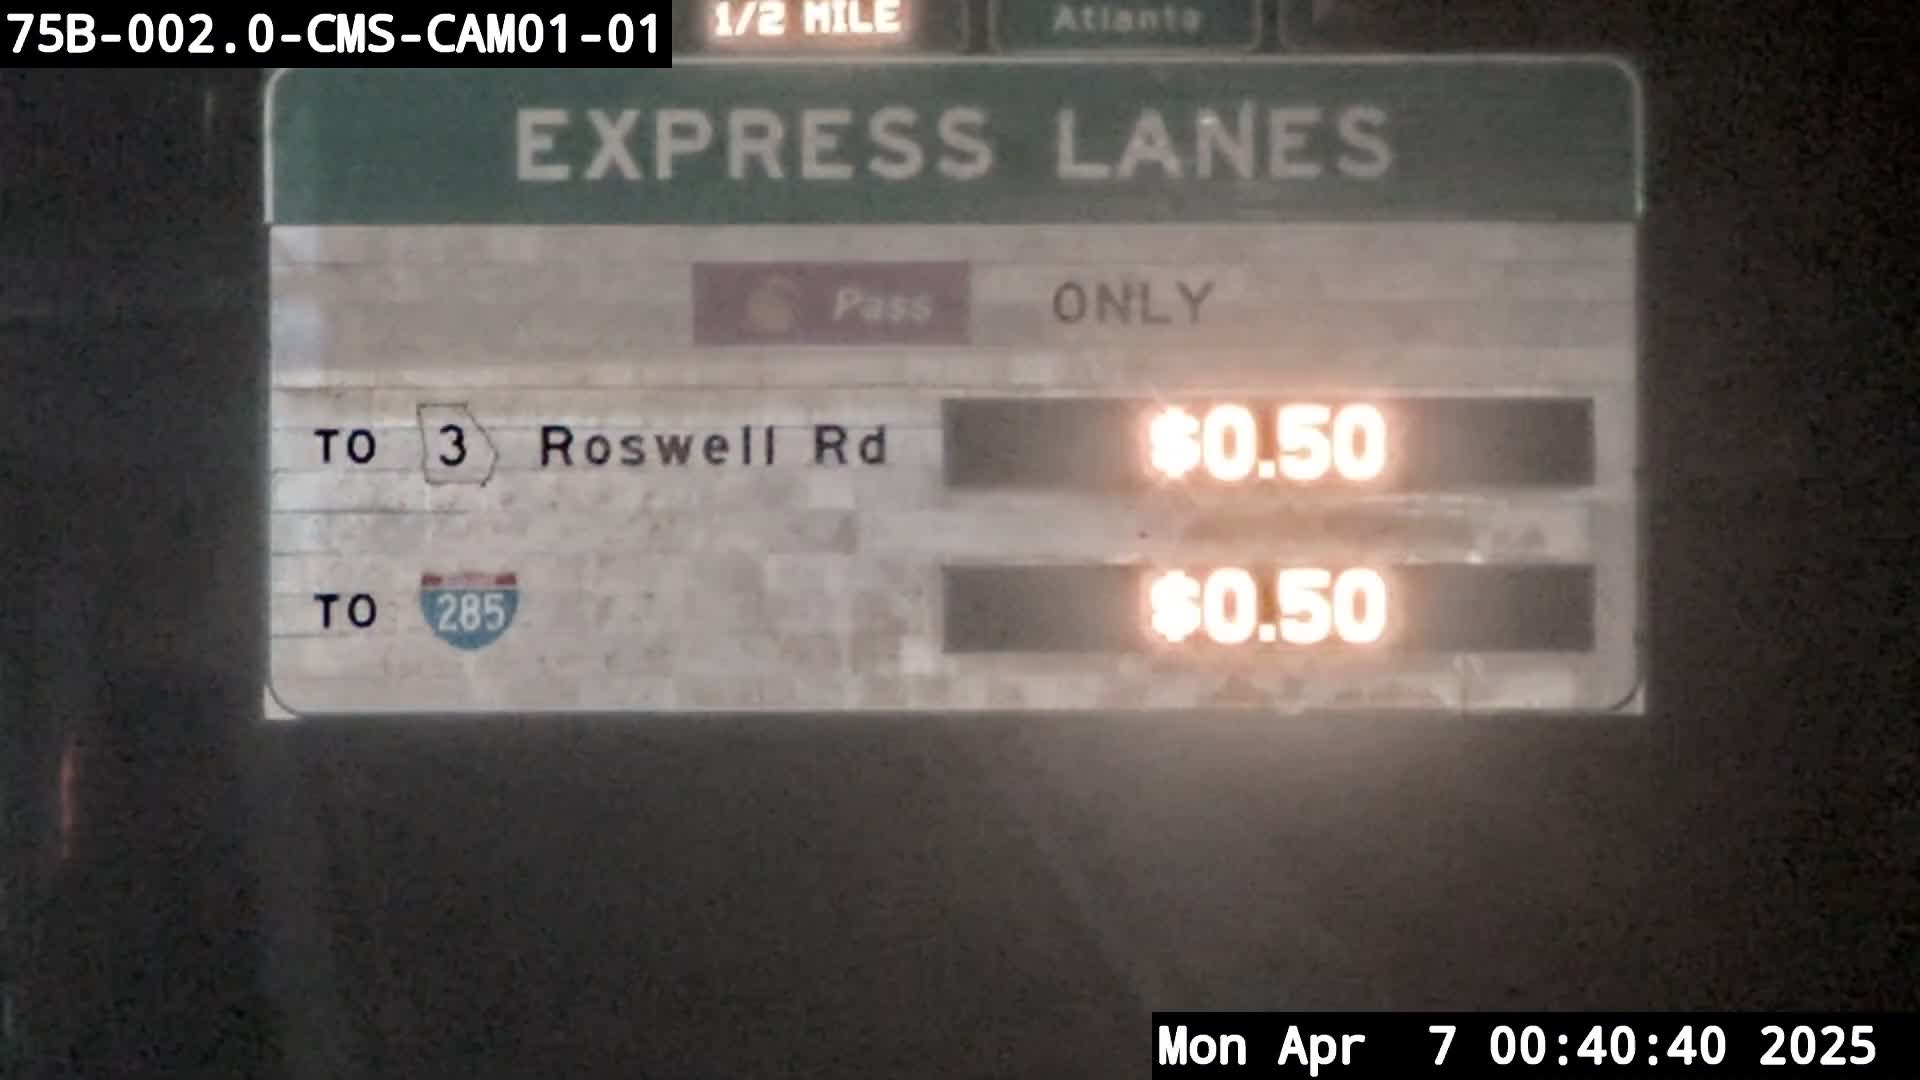 75B-002.0-CMS-CAM01-01
1/2 MILE
Atlanta
EXPRESS LANES
Pass ONLY
TO 3 Roswell Rd $0.50
TO 285 $0.50
Mon Apr 7 00:40:40 2025